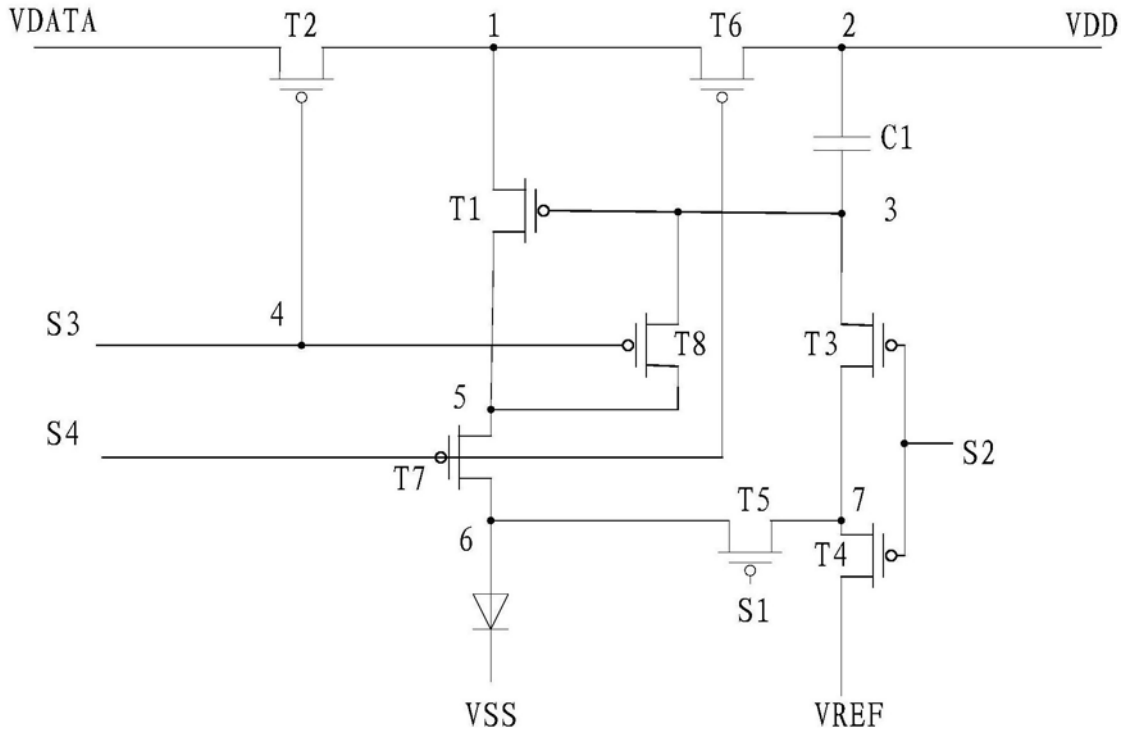 VDATA T2 1 T6 2 VDD
C1
T1 3
S3 4 T8 T3
5
S4 T7 S2
T5 7
6 T4
S1
VSS VREF